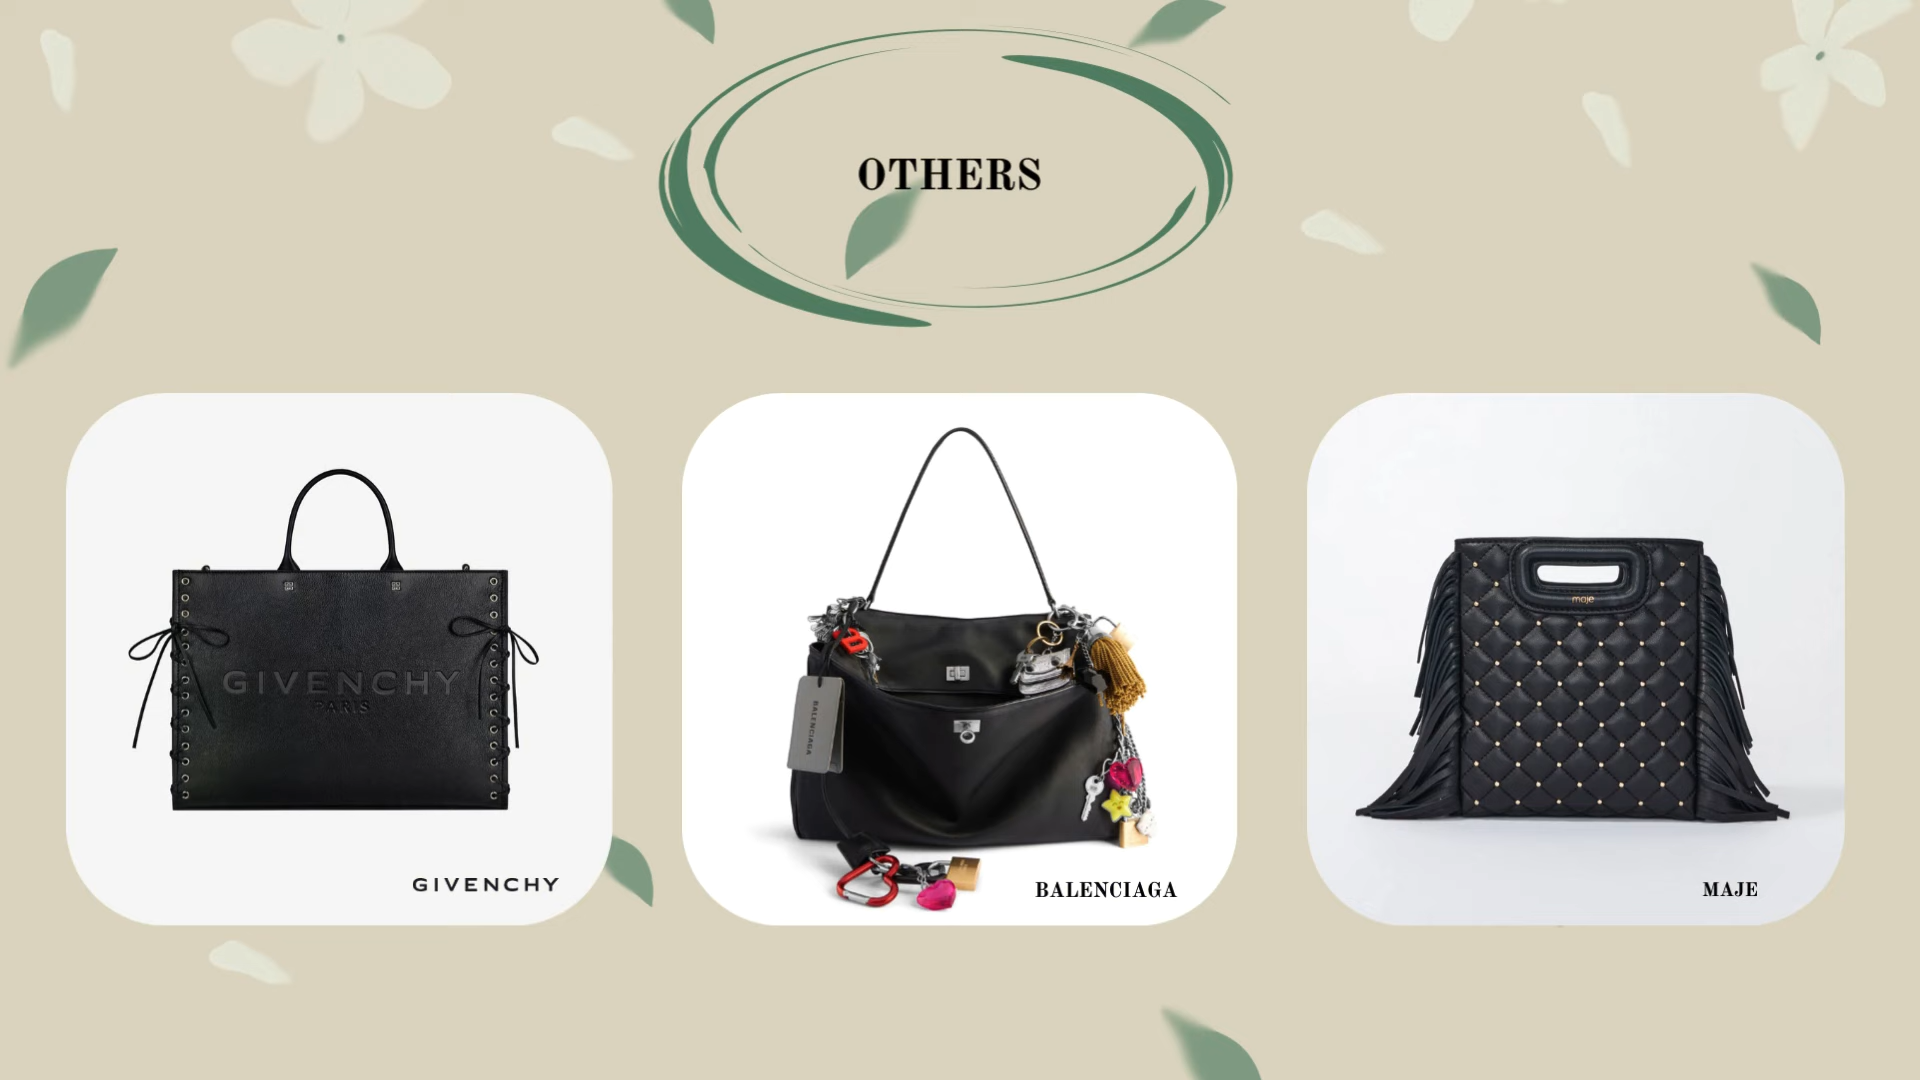 OTHERS
GIVENCHY
PARIS
GIVENCHY
BALENCIAGA
BALENCIAGA
maje
MAJE